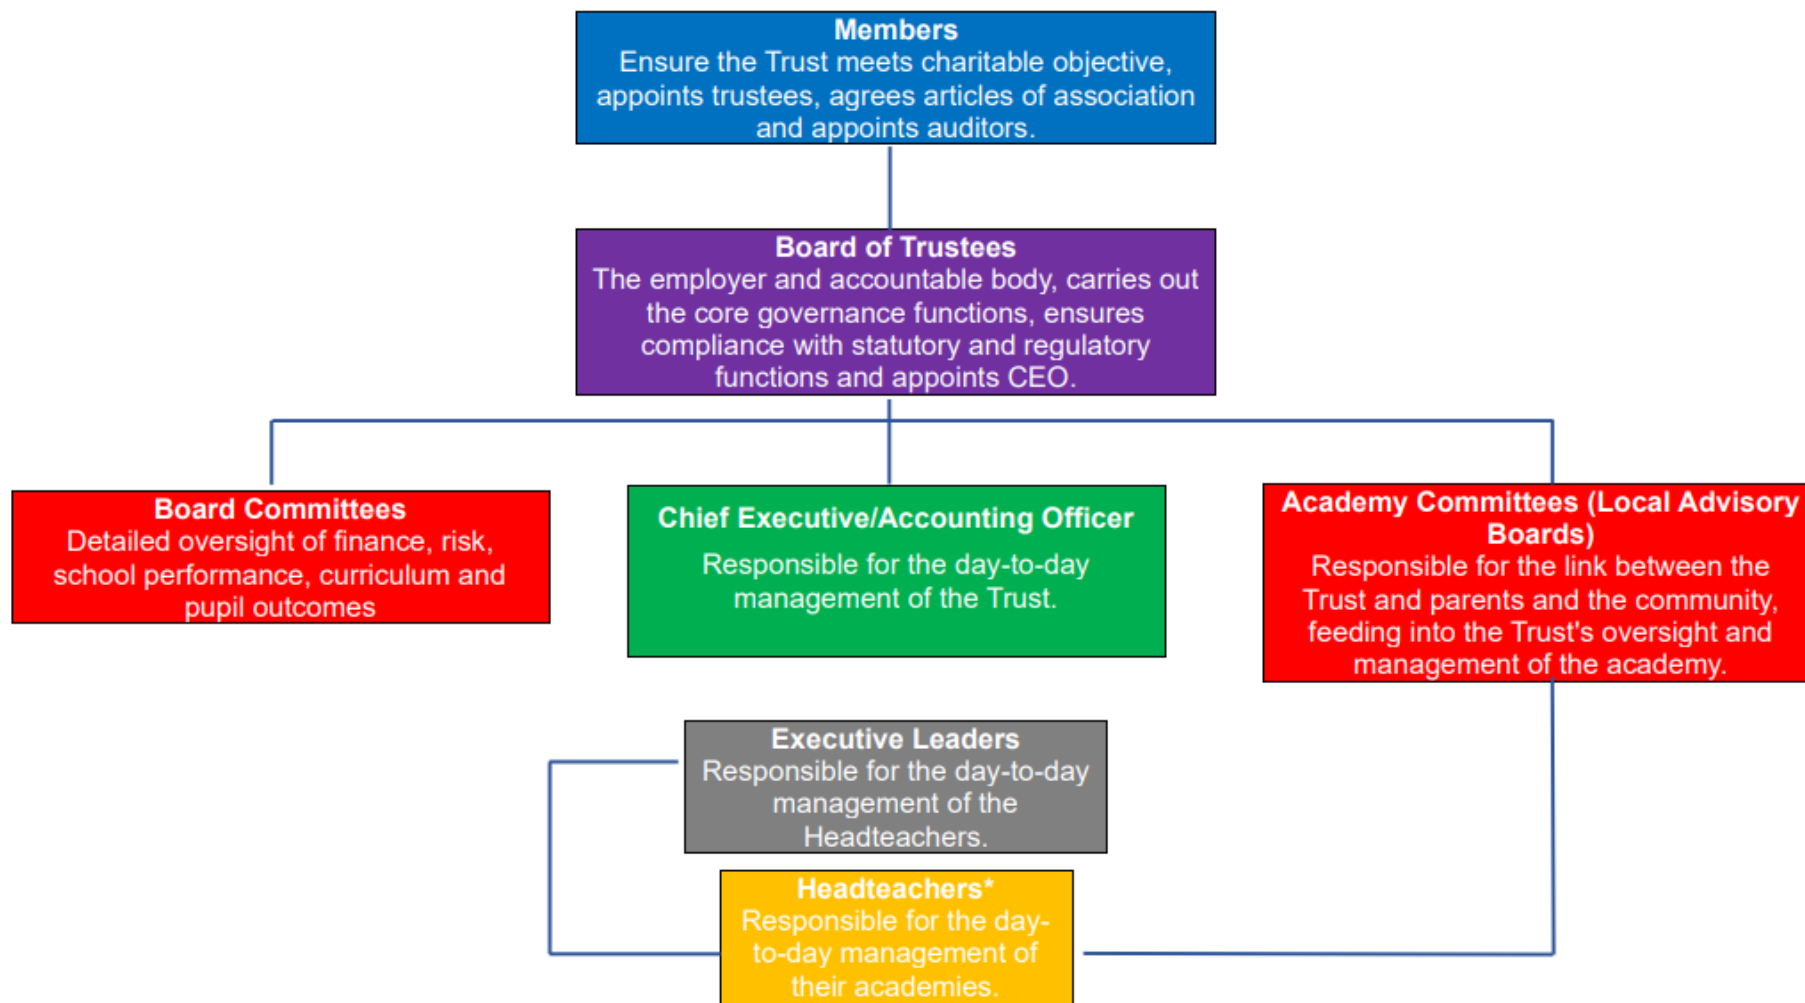 Members
Ensure the Trust meets charitable objective,
appoints trustees, agrees articles of association
and appoints auditors.
Board of Trustees
The employer and accountable body, carries out
the core governance functions, ensures
compliance with statutory and regulatory
functions and appoints CEO.
Board Committees
Detailed oversight of finance, risk,
school performance, curriculum and
pupil outcomes
Chief Executive/Accounting Officer
Responsible for the day-to-day
management of the Trust.
Academy Committees (Local Advisory
Boards)
Responsible for the link between the
Trust and parents and the community,
feeding into the Trust's oversight and
management of the academy.
Executive Leaders
Responsible for the day-to-day
management of the
Headteachers.
Headteachers*
Responsible for the day-
to-day management of
their academies.